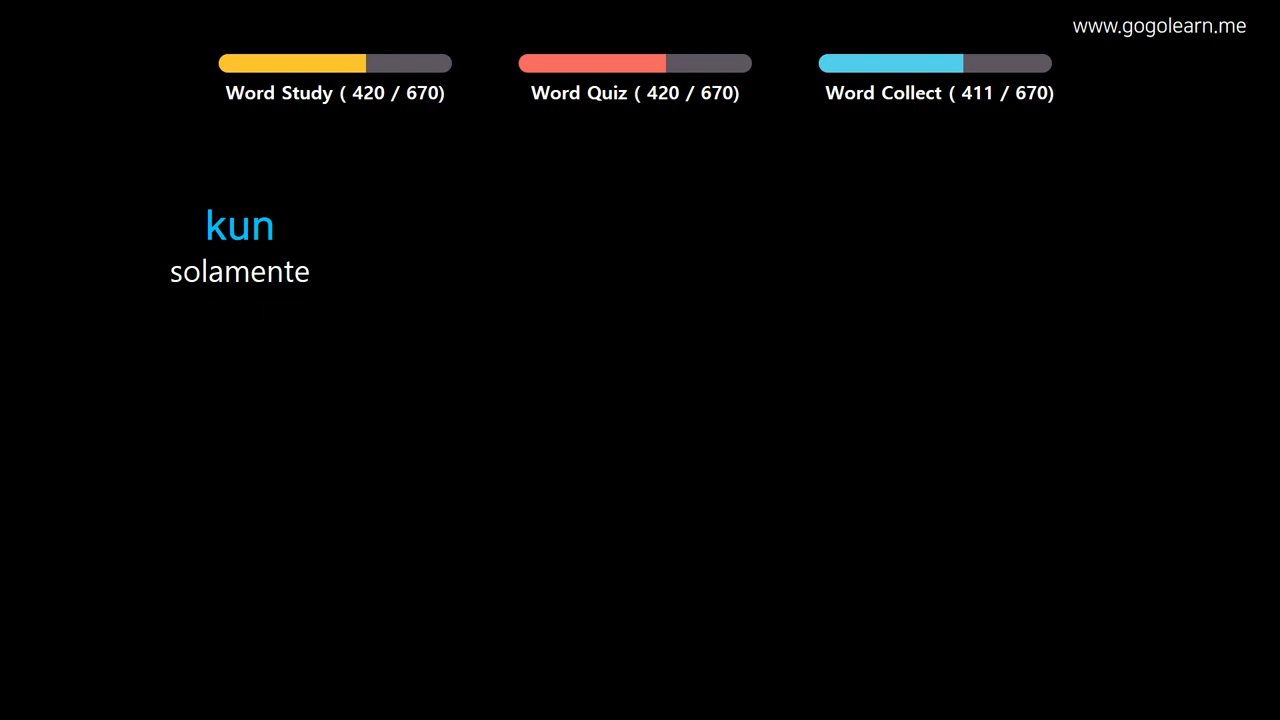 www.gogolearn.me
Word Study ( 420 / 670)
Word Quiz ( 420 / 670)
Word Collect ( 411 / 670)
kun
solamente